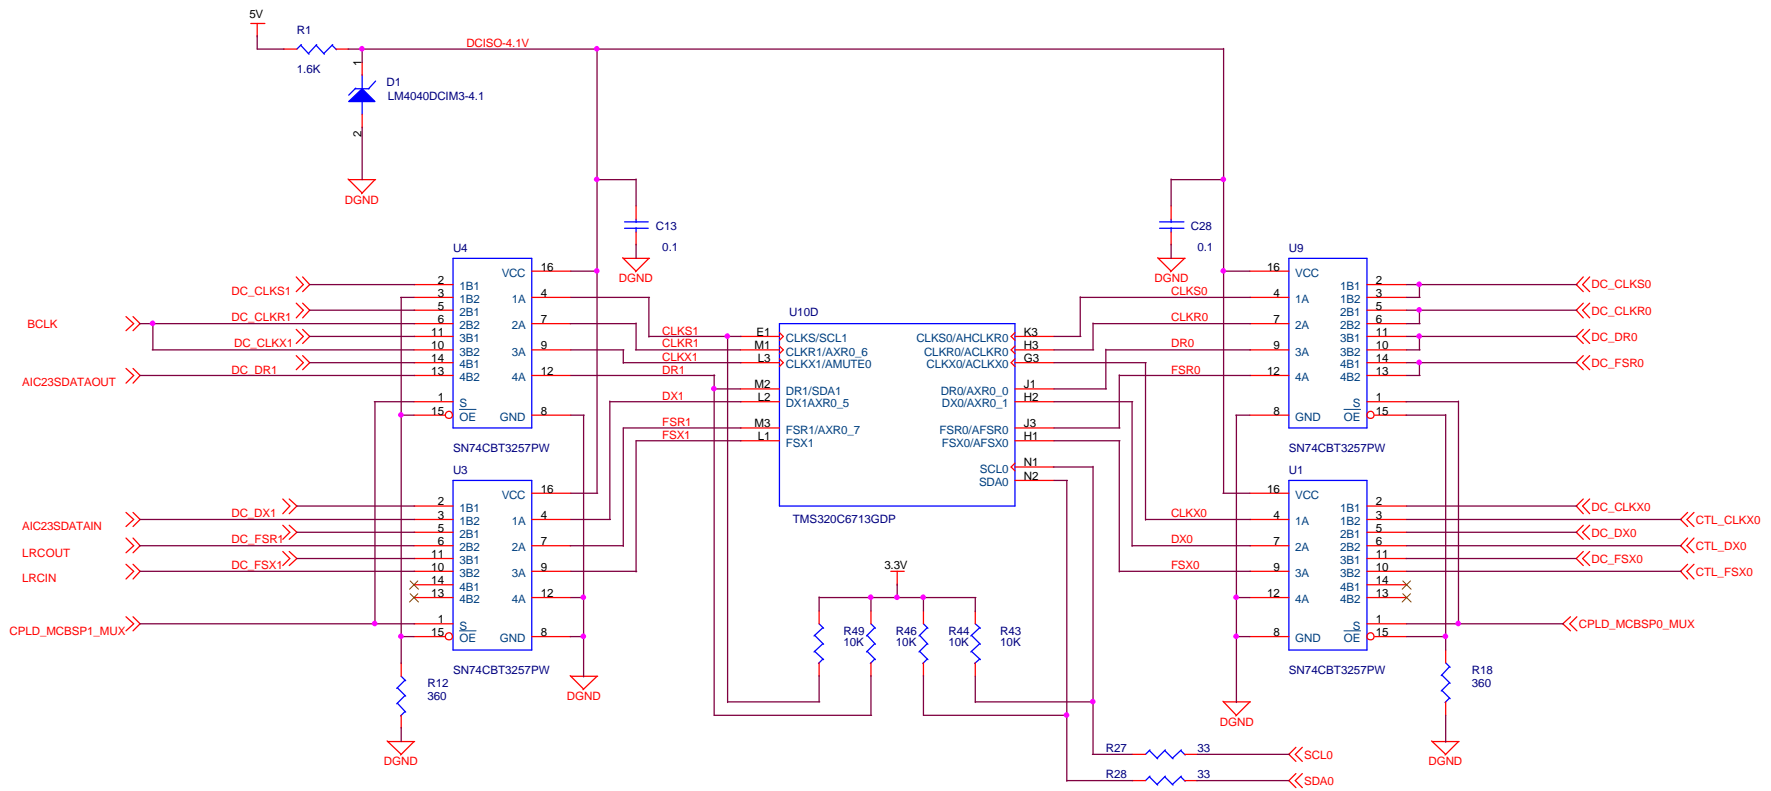 5V
R1
1.6K
DCISO-4.1V
1
D1
LM4040DCIM3-4.1
2
DGND
C13
0.1
DGND
C28
0.1
DGND
U4
VCC 16
2 1B1
3 1B2
1A 4
5 2B1
6 2B2
2A 7
11 3B1
10 3B2
3A 9
14 4B1
13 4B2
4A 12
1 S
15 OE
GND 8
SN74CBT3257PW
DC_CLKS1
BCLK
DC_CLKR1
DC_CLKX1
AIC23SDATAOUT
DC_DR1
U3
VCC 16
2 1B1
3 1B2
1A 4
5 2B1
6 2B2
2A 7
11 3B1
10 3B2
3A 9
14 4B1
13 4B2
4A 12
1 S
15 OE
GND 8
SN74CBT3257PW
DC_DX1
AIC23SDATAIN
DC_FSR1
LRCOUT
DC_FSX1
LRCIN
CPLD_MCBSP1_MUX
R12
360
DGND
DGND
CLKS1
CLKR1
CLKX1
DR1
DX1
FSR1
FSX1
U10D
E1 CLKS/SCL1
M1 CLKR1/AXR0_6
L3 CLKX1/AMUTE0
M2 DR1/SDA1
L2 DX1AXR0_5
M3 FSR1/AXR0_7
L1 FSX1
CLKS0/AHCLKR0 K3
CLKR0/ACLKR0 H3
CLKX0/ACLKX0 G3
DR0/AXR0_0 J1
DX0/AXR0_1 H2
FSR0/AFSR0 J3
FSX0/AFSX0 H1
SCL0 N1
SDA0 N2
TMS320C6713GDP
CLKS0
CLKR0
DR0
FSR0
CLKX0
DX0
FSX0
3.3V
R49
10K
R46
10K
R44
10K
R43
10K
R27 33
SCL0
R28 33
SDA0
U9
16 VCC
1B1 2
4 1A
1B2 3
2B1 5
7 2A
2B2 6
3B1 11
9 3A
3B2 10
4B1 14
12 4A
4B2 13
S 1
8 GND
OE 15
SN74CBT3257PW
DC_CLKS0
DC_CLKR0
DC_DR0
DC_FSR0
U1
16 VCC
1B1 2
4 1A
1B2 3
2B1 5
7 2A
2B2 6
3B1 11
9 3A
3B2 10
4B1 14
12 4A
4B2 13
S 1
8 GND
OE 15
SN74CBT3257PW
DC_CLKX0
CTL_CLKX0
DC_DX0
CTL_DX0
DC_FSX0
CTL_FSX0
CPLD_MCBSP0_MUX
R18
360
DGND
DGND